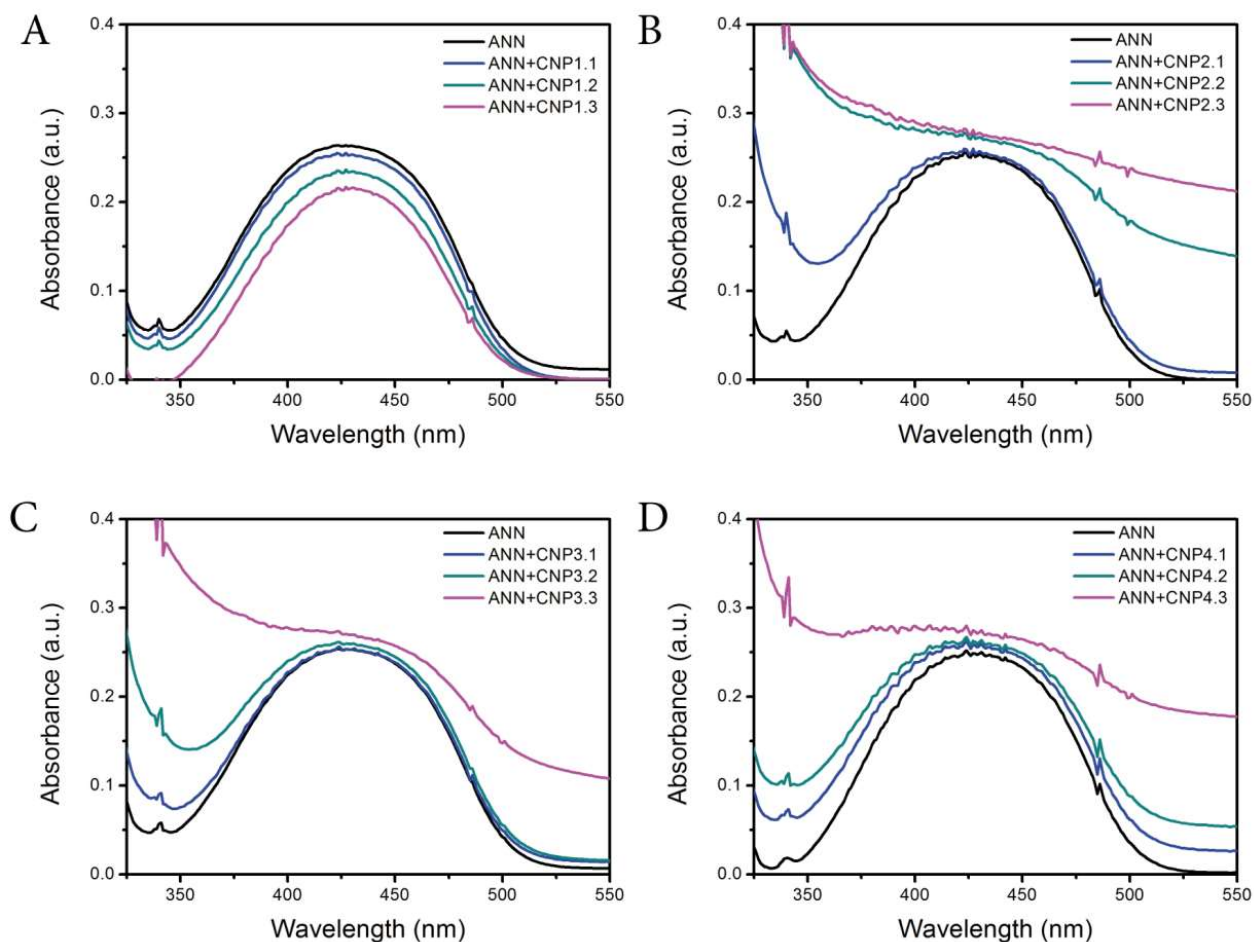 A
ANN
ANN+CNP1.1
ANN+CNP1.2
ANN+CNP1.3
Absorbance (a.u.)
0.4
0.3
0.2
0.1
0.0
350 400 450 500 550
Wavelength (nm)
B
ANN
ANN+CNP2.1
ANN+CNP2.2
ANN+CNP2.3
Absorbance (a.u.)
0.4
0.3
0.2
0.1
0.0
350 400 450 500 550
Wavelength (nm)
C
ANN
ANN+CNP3.1
ANN+CNP3.2
ANN+CNP3.3
Absorbance (a.u.)
0.4
0.3
0.2
0.1
0.0
350 400 450 500 550
Wavelength (nm)
D
ANN
ANN+CNP4.1
ANN+CNP4.2
ANN+CNP4.3
Absorbance (a.u.)
0.4
0.3
0.2
0.1
0.0
350 400 450 500 550
Wavelength (nm)